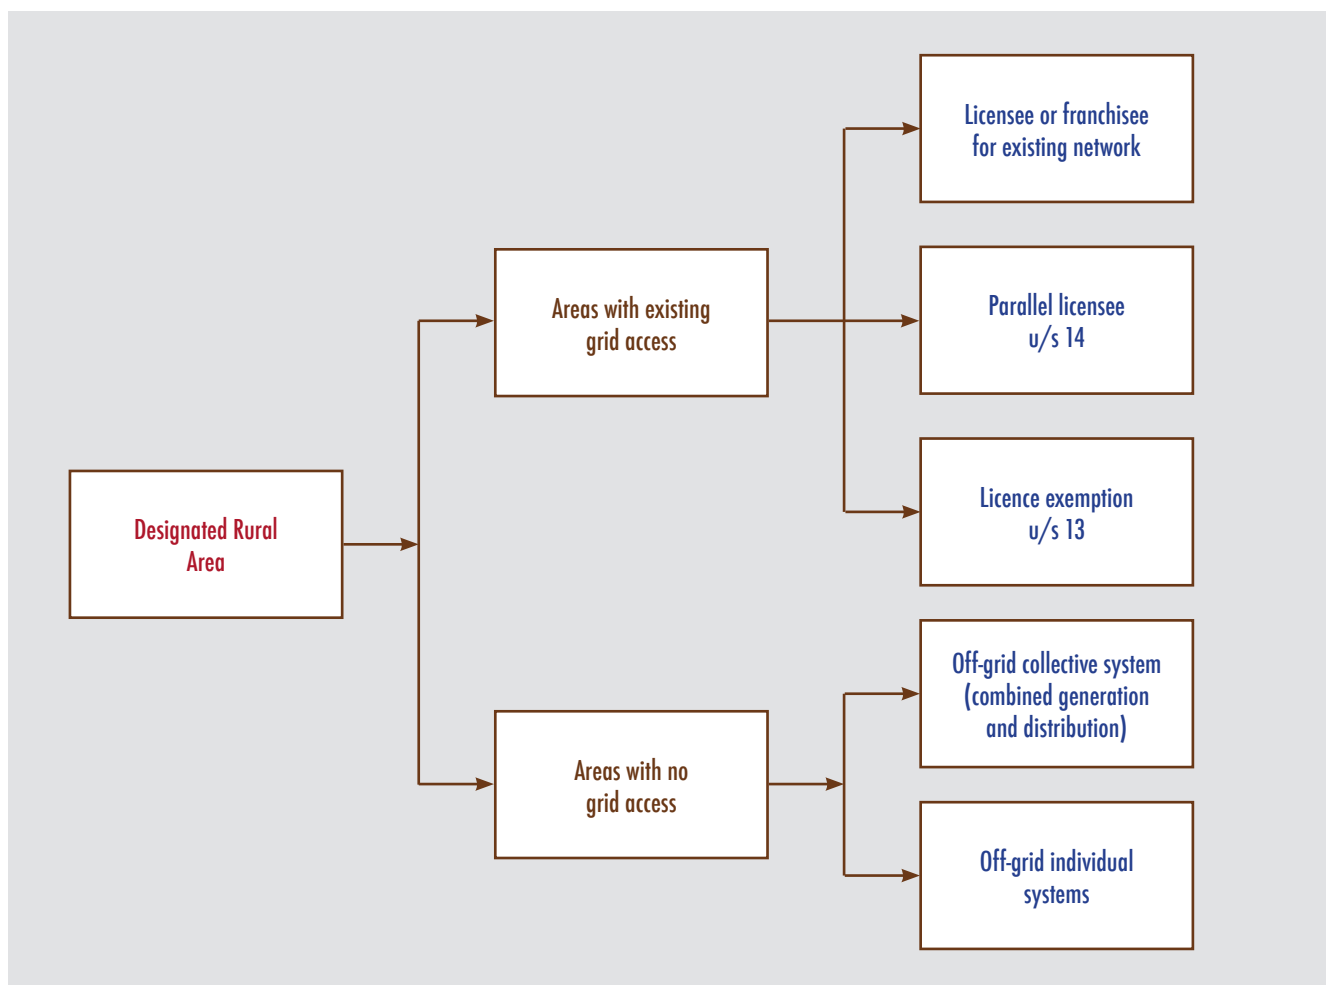 Licensee or franchisee
for existing network
Areas with existing
grid access
Parallel licensee
u/s 14
Licence exemption
u/s 13
Designated Rural
Area
Off-grid collective system
(combined generation
and distribution)
Areas with no
grid access
Off-grid individual
systems